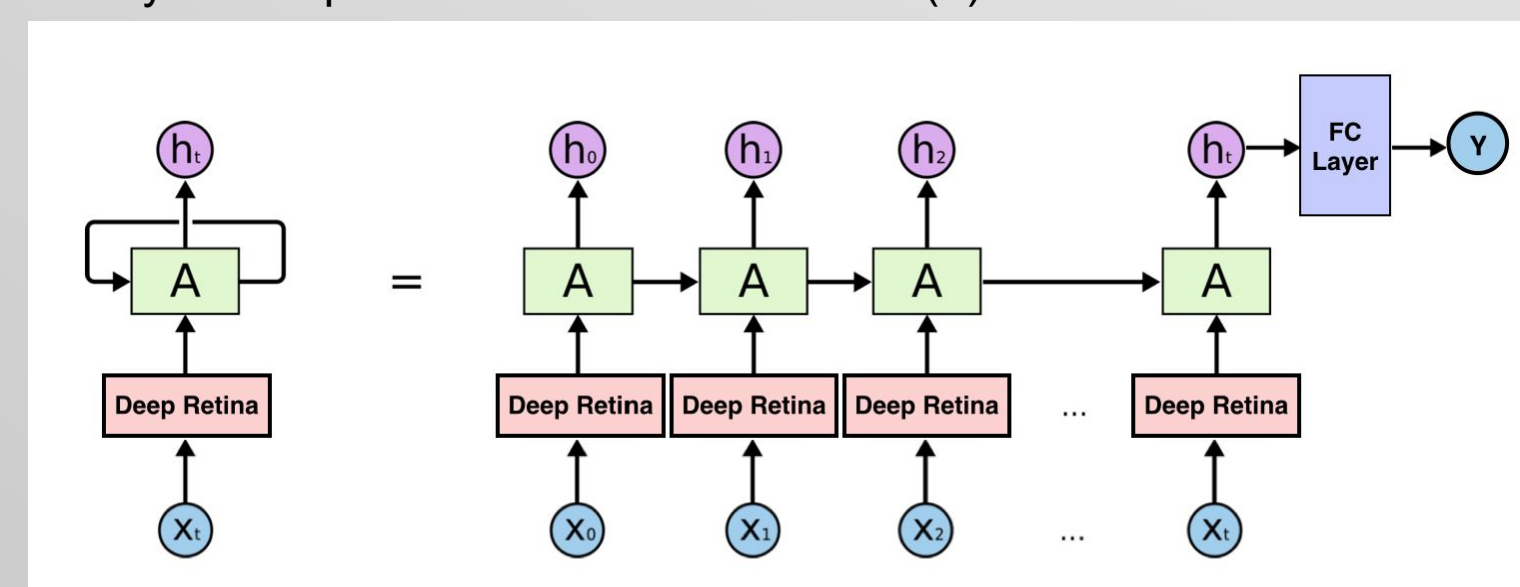 hₜ
h₀
h₁
h₂
hₜ
FC
Layer
Y
A
=
A
A
A
A
Deep Retina
Deep Retina
Deep Retina
Deep Retina
...
Deep Retina
Xₜ
X₀
X₁
X₂
...
Xₜ